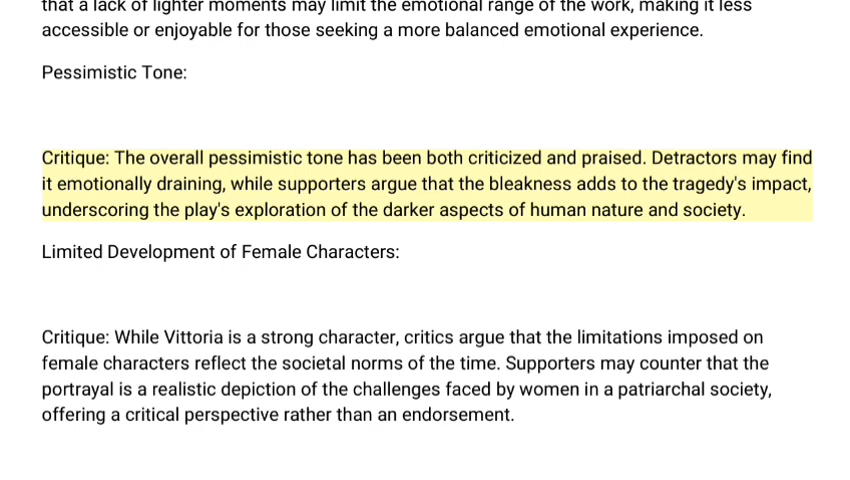 that a lack of lighter moments may limit the emotional range of the work, making it less
accessible or enjoyable for those seeking a more balanced emotional experience.
Pessimistic Tone:
Critique: The overall pessimistic tone has been both criticized and praised. Detractors may find
it emotionally draining, while supporters argue that the bleakness adds to the tragedy's impact,
underscoring the play's exploration of the darker aspects of human nature and society.
Limited Development of Female Characters:
Critique: While Vittoria is a strong character, critics argue that the limitations imposed on
female characters reflect the societal norms of the time. Supporters may counter that the
portrayal is a realistic depiction of the challenges faced by women in a patriarchal society,
offering a critical perspective rather than an endorsement.